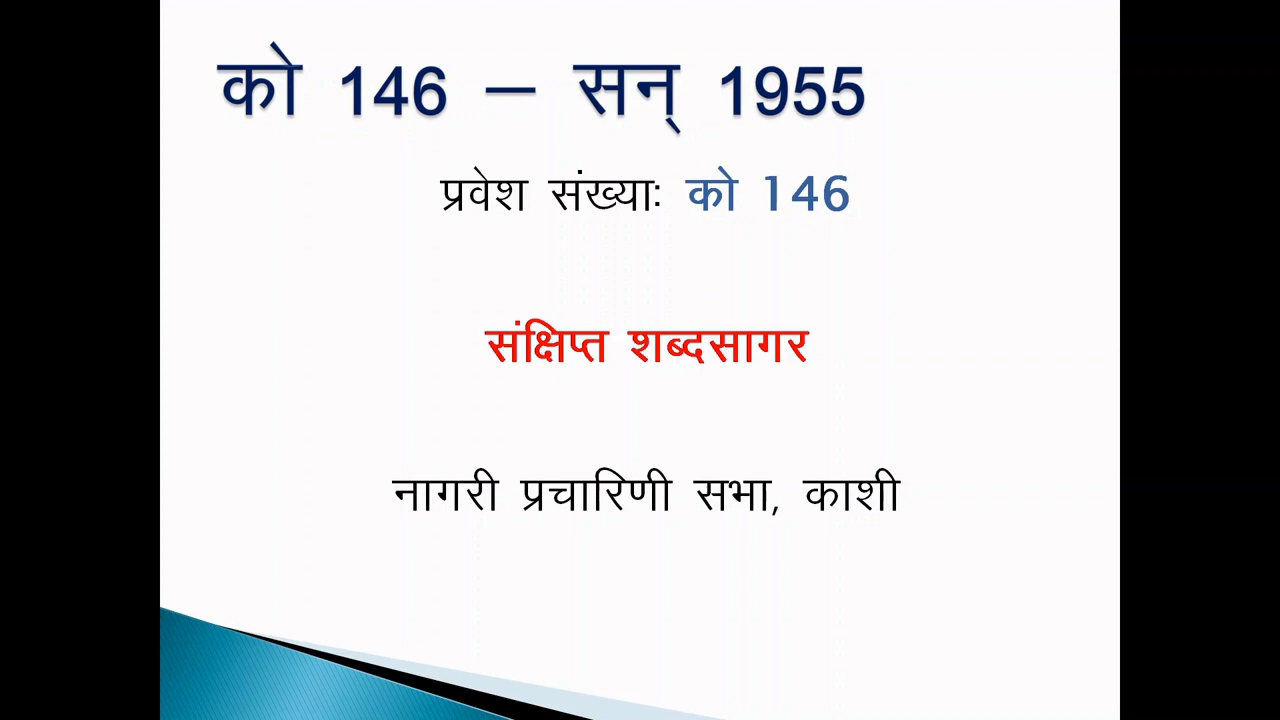 को 146 – सन् 1955
प्रवेश संख्याः को 146
संक्षिप्त शब्दसागर
नागरी प्रचारिणी सभा, काशी